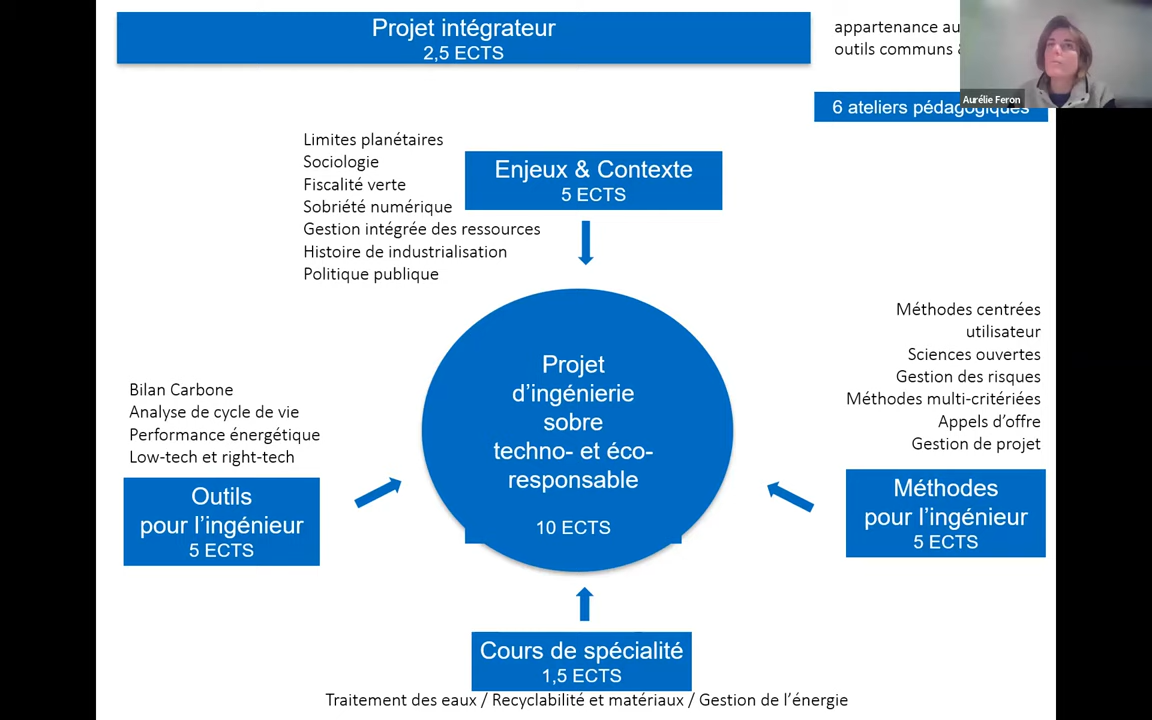 Projet intégrateur
2,5 ECTS
appartenance au
outils communs
Aurélie Feron
6 ateliers pédagogiques
Limites planétaires
Sociologie
Fiscalité verte
Sobriété numérique
Gestion intégrée des ressources
Histoire de industrialisation
Politique publique
Enjeux & Contexte
5 ECTS
Méthodes centrées
utilisateur
Sciences ouvertes
Gestion des risques
Méthodes multi-critériées
Appels d’offre
Gestion de projet
Projet
d’ingénierie
sobre
techno- et éco-
responsable
10 ECTS
Bilan Carbone
Analyse de cycle de vie
Performance énergétique
Low-tech et right-tech
Outils
pour l’ingénieur
5 ECTS
Méthodes
pour l’ingénieur
5 ECTS
Cours de spécialité
1,5 ECTS
Traitement des eaux / Recyclabilité et matériaux / Gestion de l’énergie